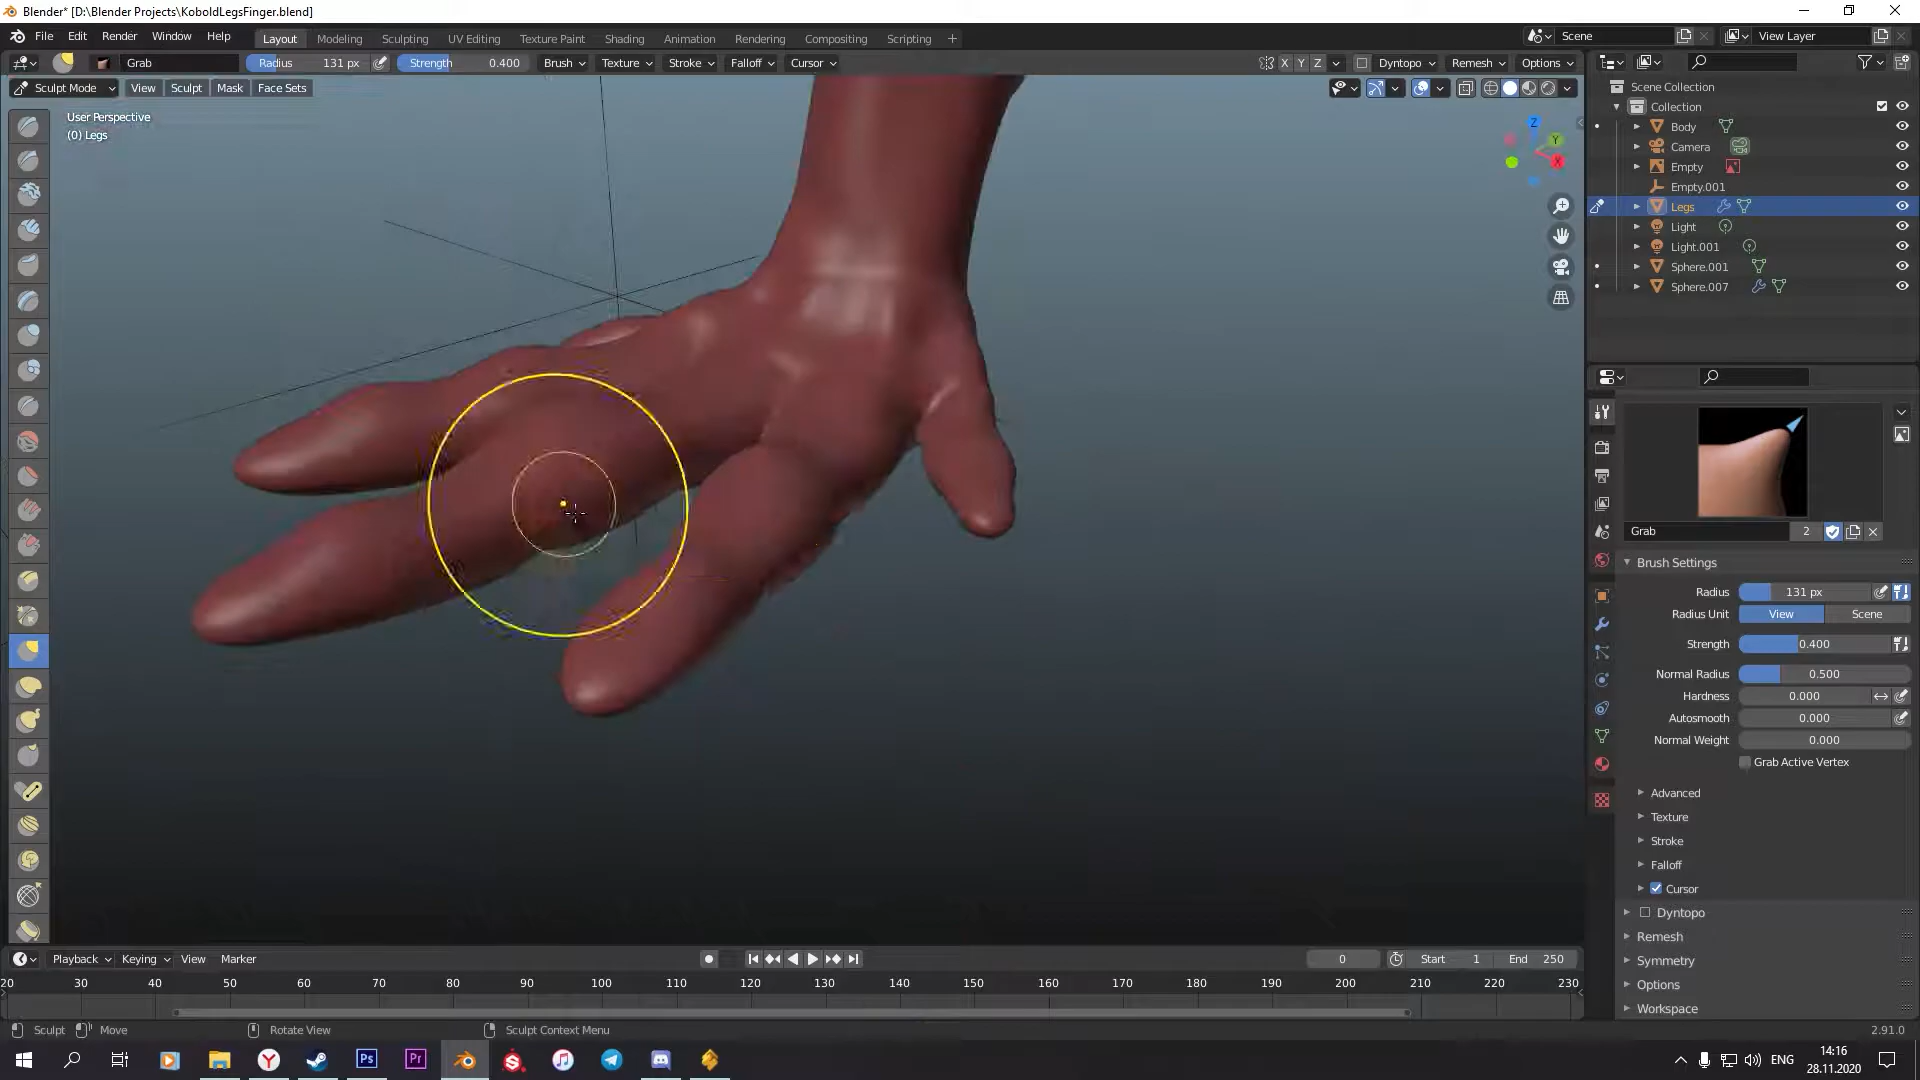 Blender* [D:\Blender Projects\KoboldLegsFinger.blend]
File Edit Render Window Help Layout Modeling Sculpting UV Editing Texture Paint Shading Animation Rendering Compositing Scripting + Scene View Layer
Grab Radius 131 px Strength 0.400 Brush Texture Stroke Falloff Cursor X Y Z Dyntopo Remesh Options
Sculpt Mode View Sculpt Mask Face Sets
User Perspective
(0) Legs
Z
Y
X
Scene Collection
Collection
Body
Camera
Empty
Empty.001
Legs
Light
Light.001
Sphere.001
Sphere.007
Grab 2
Brush Settings
Radius 131 px
Radius Unit View Scene
Strength 0.400
Normal Radius 0.500
Hardness 0.000
Autosmooth 0.000
Normal Weight 0.000
Grab Active Vertex
Advanced
Texture
Stroke
Falloff
Cursor
Dyntopo
Remesh
Symmetry
Options
Workspace
Playback Keying View Marker 0 Start 1 End 250
20 30 40 50 60 70 80 90 100 110 120 130 140 150 160 170 180 190 200 210 220 230
Sculpt Move Rotate View Sculpt Context Menu 2.91.0
Ps Pr ENG 14:16
28.11.2020